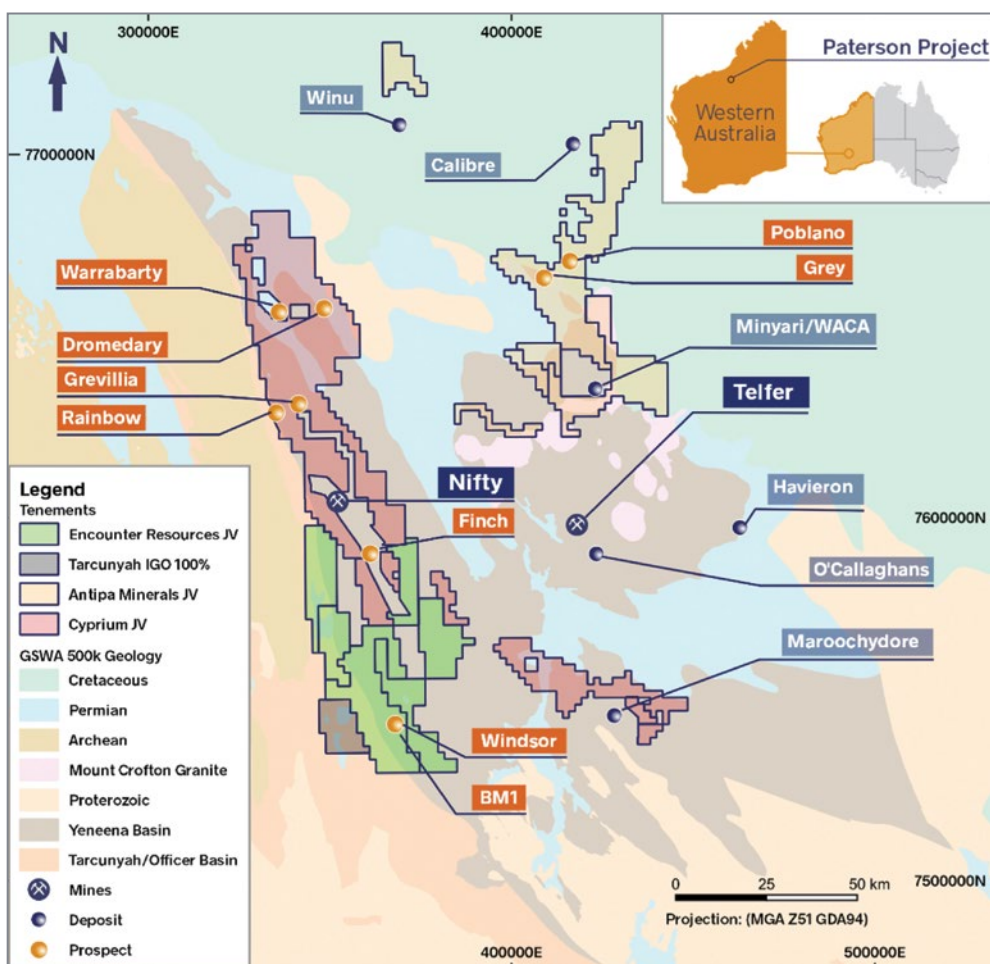 300000E
400000E
N
Paterson Project
Western
Australia
Winu
7700000N
Calibre
Poblano
Grey
Warrabarty
Minyari/WACA
Dromedary
Grevillia
Telfer
Rainbow
Legend
Tenements
Encounter Resources JV
Tarcunyah IGO 100%
Antipa Minerals JV
Cyprium JV
GSWA 500k Geology
Cretaceous
Permian
Archean
Mount Crofton Granite
Proterozoic
Yeneena Basin
Tarcunyah/Officer Basin
Mines
Deposit
Prospect
Nifty
Finch
Havieron
7600000N
O'Callaghans
Maroochydore
Windsor
BM1
7500000N
0 25 50 km
Projection: (MGA Z51 GDA94)
400000E
500000E